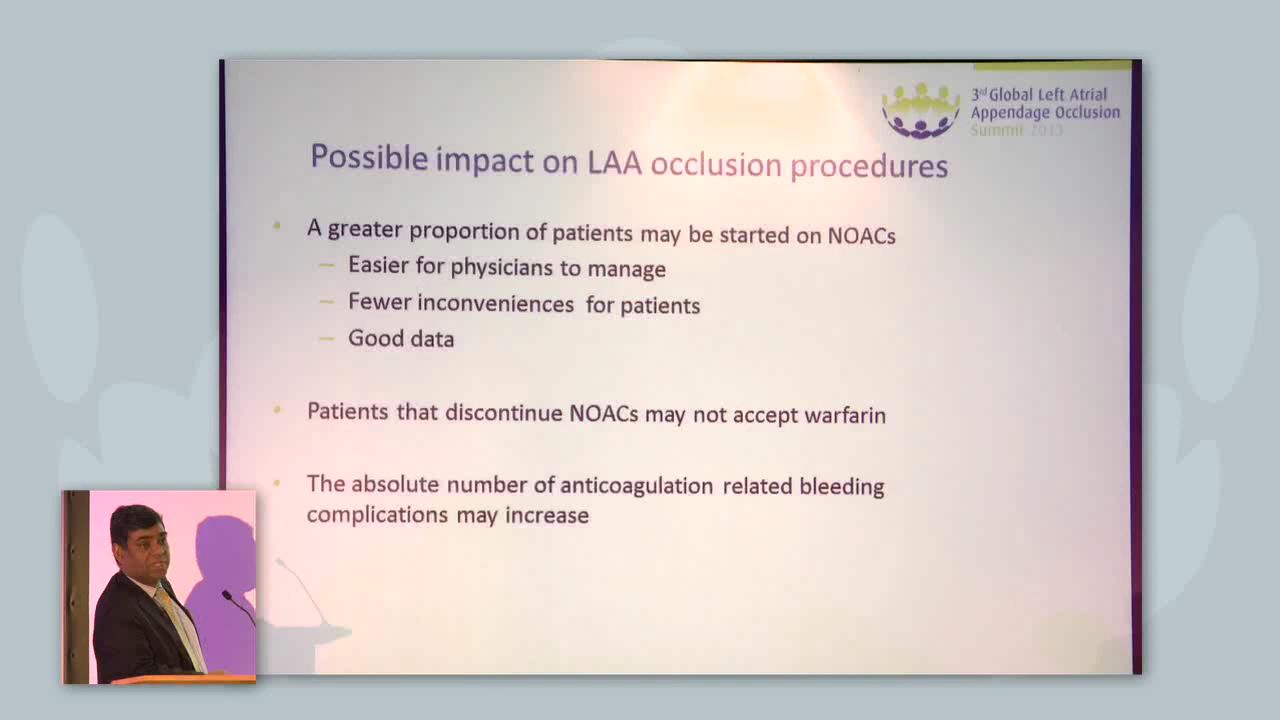 3rd Global Left Atrial
Appendage Occlusion
Summit 2013
Possible impact on LAA occlusion procedures
• A greater proportion of patients may be started on NOACs
– Easier for physicians to manage
– Fewer inconveniences for patients
– Good data
• Patients that discontinue NOACs may not accept warfarin
• The absolute number of anticoagulation related bleeding
complications may increase